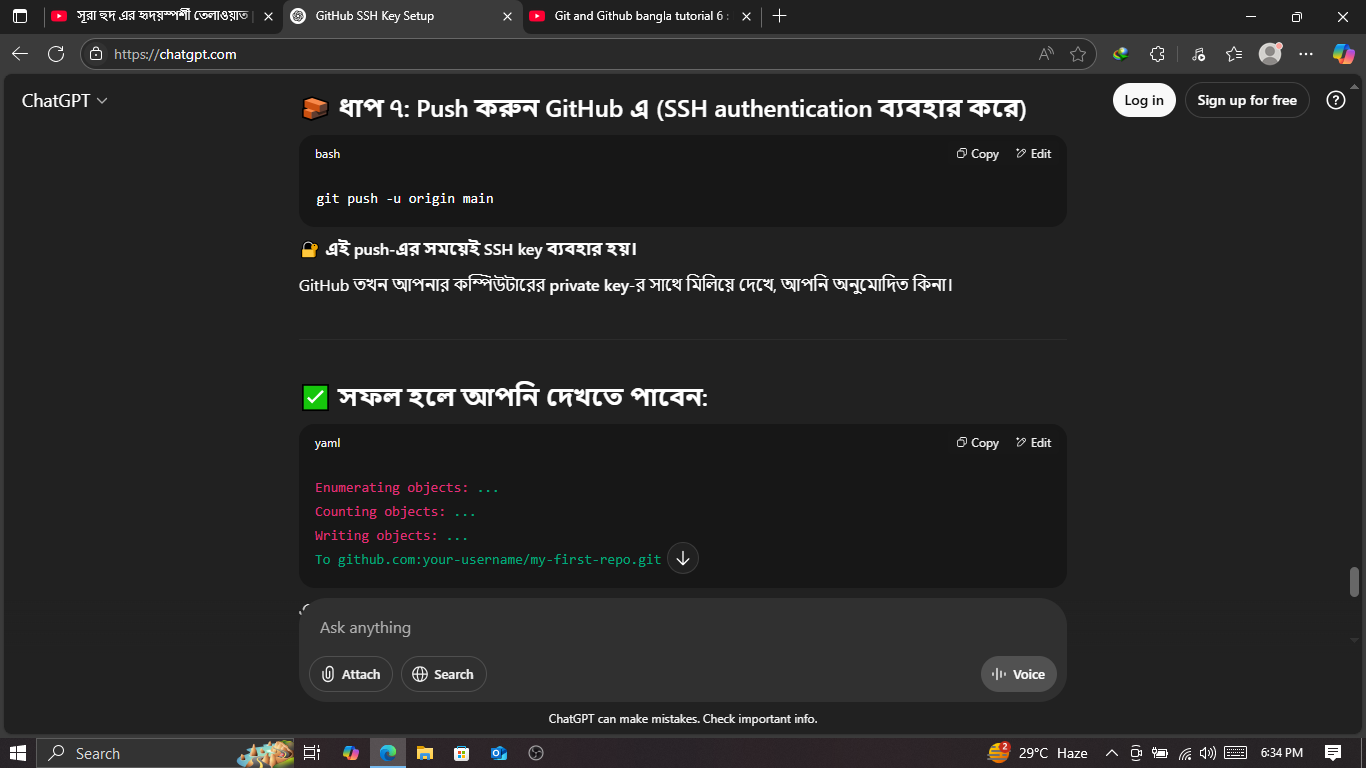 সূরা হুদ এর হৃদয়স্পর্শী তেলাওয়াত |
GitHub SSH Key Setup
Git and Github bangla tutorial 6 :
https://chatgpt.com
ChatGPT
Log in
Sign up for free
ধাপ ৭: Push করুন GitHub এ (SSH authentication ব্যবহার করে)
bash
Copy
Edit
git push -u origin main
এই push-এর সময়েই SSH key ব্যবহার হয়।
GitHub তখন আপনার কম্পিউটারের private key-র সাথে মিলিয়ে দেখে, আপনি অনুমোদিত কিনা।
সফল হলে আপনি দেখতে পাবেন:
yaml
Copy
Edit
Enumerating objects: ...
Counting objects: ...
Writing objects: ...
To github.com:your-username/my-first-repo.git
Ask anything
Attach
Search
Voice
ChatGPT can make mistakes. Check important info.
Search
2
29°C Haze
6:34 PM